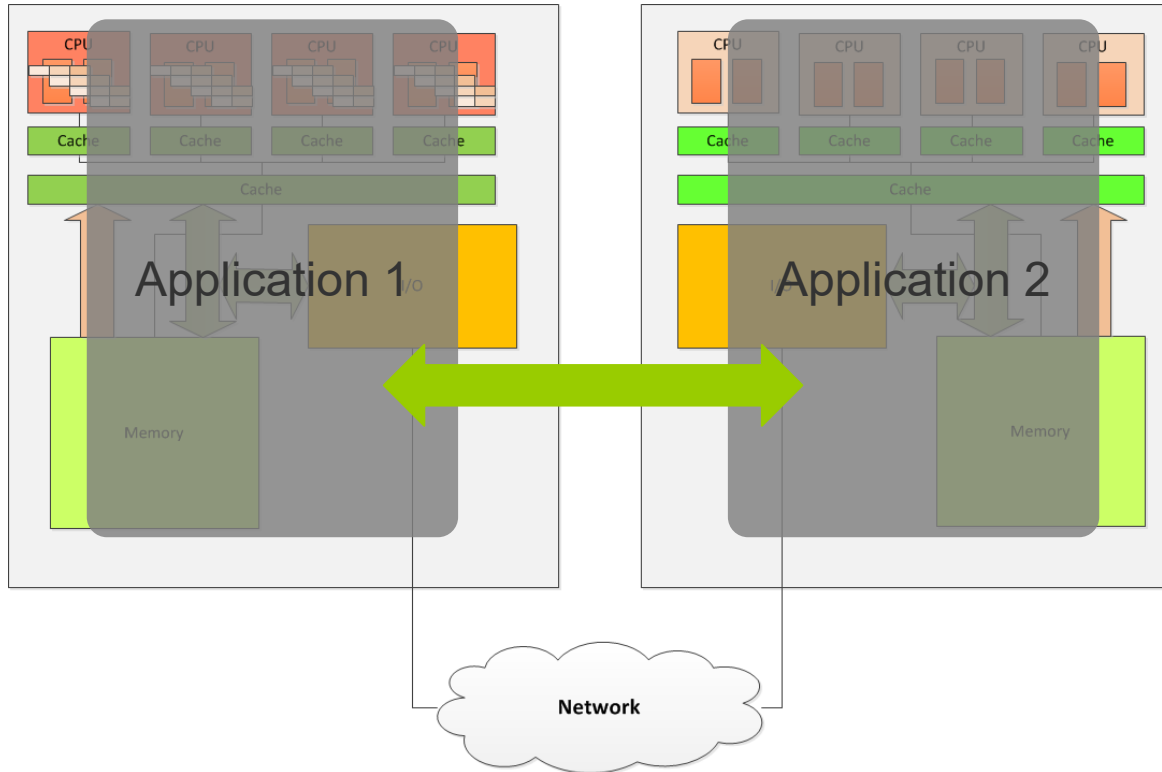 CPU CPU CPU CPU
Cache Cache Cache Cache
Cache
Application 1
I/O
Memory
CPU CPU CPU CPU
Cache Cache Cache Cache
Cache
Application 2
I/O
Memory
Network